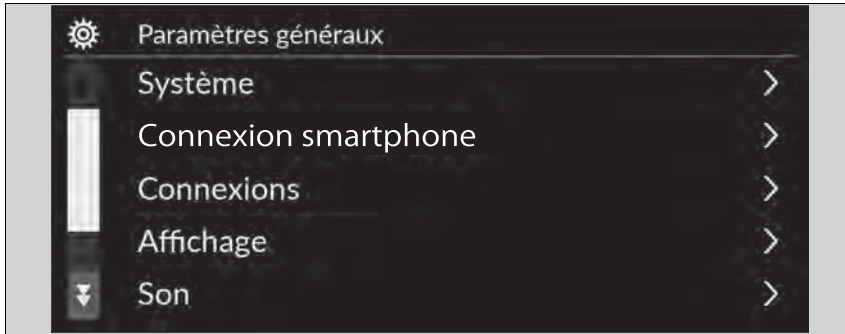 Paramètres généraux
Système
Connexion smartphone
Connexions
Affichage
Son